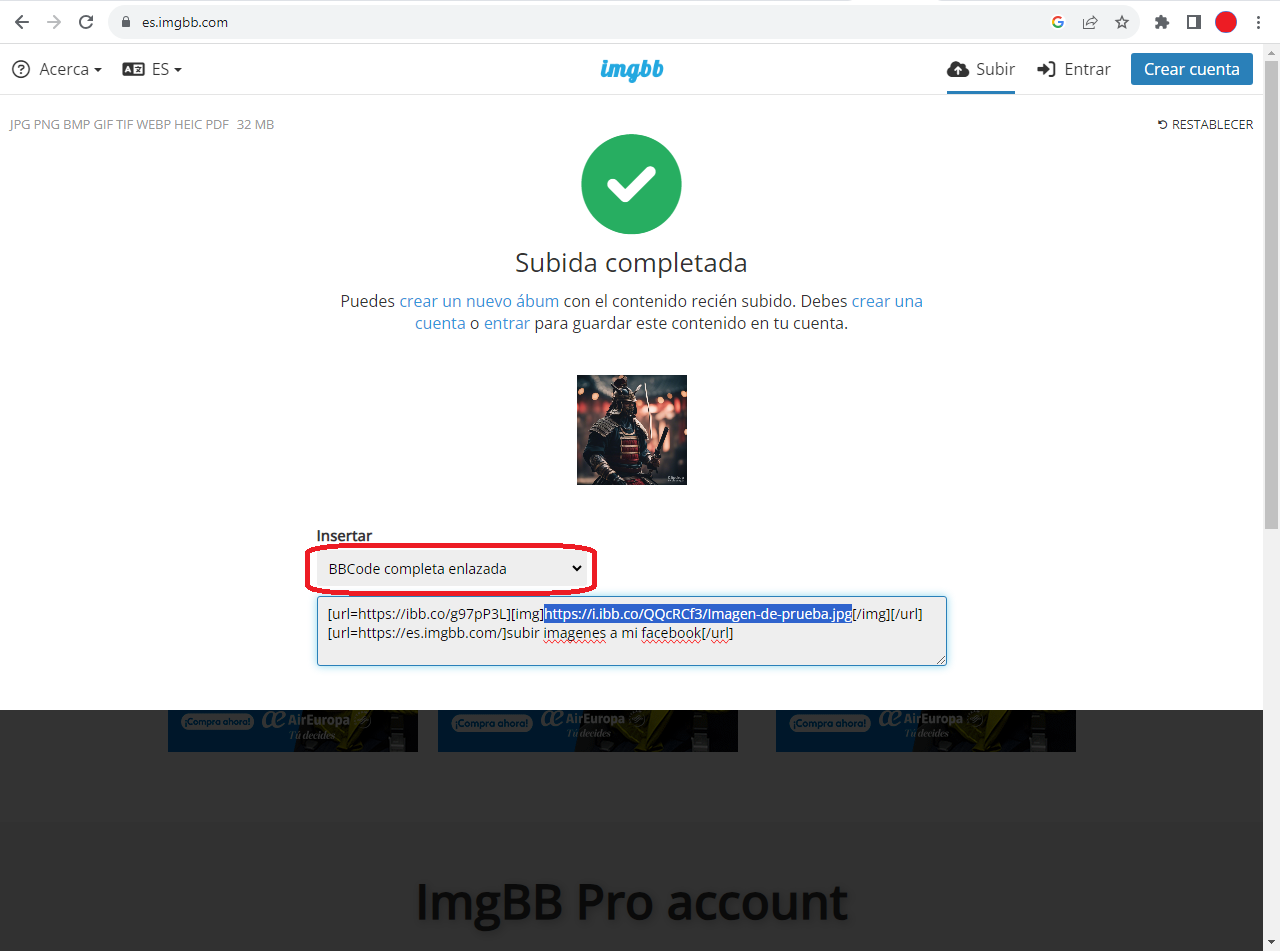 es.imgbb.com
Acerca ES imgbb Subir Entrar Crear cuenta
JPG PNG BMP GIF TIF WEBP HEIC PDF 32 MB RESTABLECER
Subida completada
Puedes crear un nuevo ábum con el contenido recién subido. Debes crear una
cuenta o entrar para guardar este contenido en tu cuenta.
Insertar
BBCode completa enlazada
[url=https://ibb.co/g97pP3L][img]https://i.ibb.co/QQcRCf3/Imagen-de-prueba.jpg[/img][/url]
[url=https://es.imgbb.com/]subir imagenes a mi facebook[/url]
¡Compra ahora! AirEuropa ¡Compra ahora! AirEuropa ¡Compra ahora! AirEuropa
Tú decides Tú decides Tú decides
ImgBB Pro account